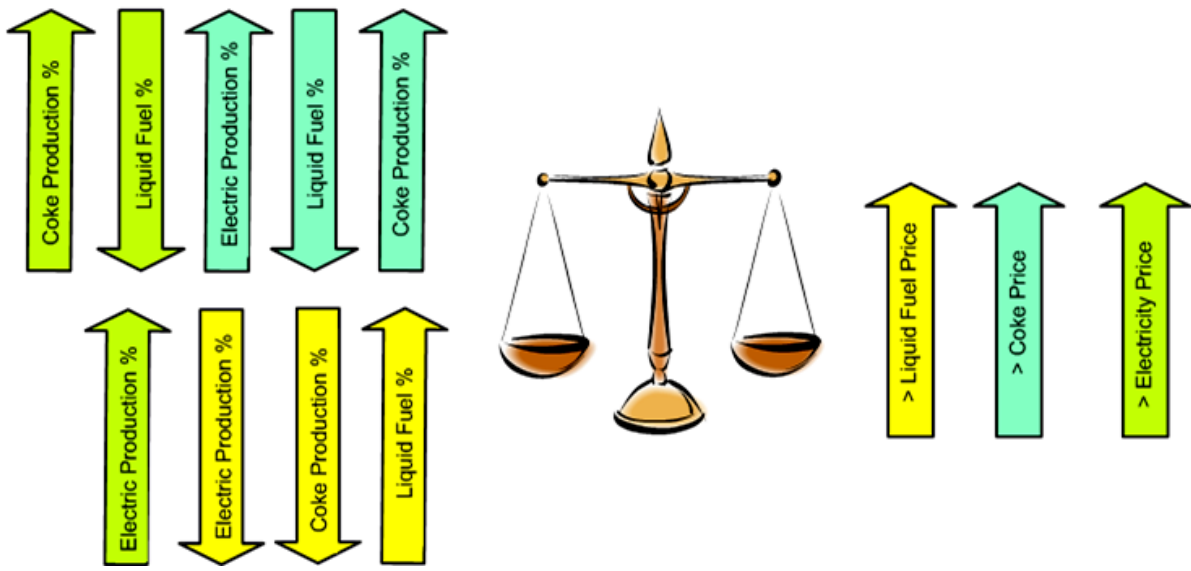 Coke Production %
Liquid Fuel %
Electric Production %
Liquid Fuel %
Coke Production %
Electric Production %
Electric Production %
Coke Production %
Liquid Fuel %
> Liquid Fuel Price
> Coke Price
> Electricity Price